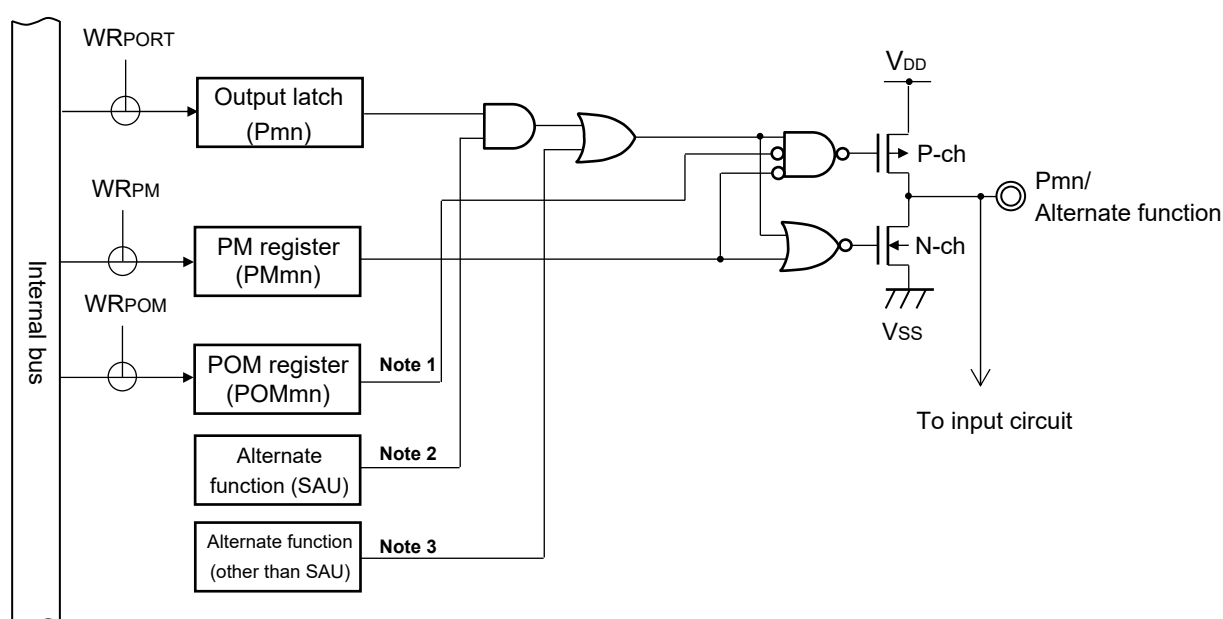 WRPORT
Output latch
(Pmn)
WRPM
PM register
(PMmn)
WRPOM
POM register
(POMmn)
Note 1
Alternate
function (SAU)
Note 2
Alternate function
(other than SAU)
Note 3
Internal bus
VDD
P-ch
Pmn/
Alternate function
N-ch
VSS
To input circuit